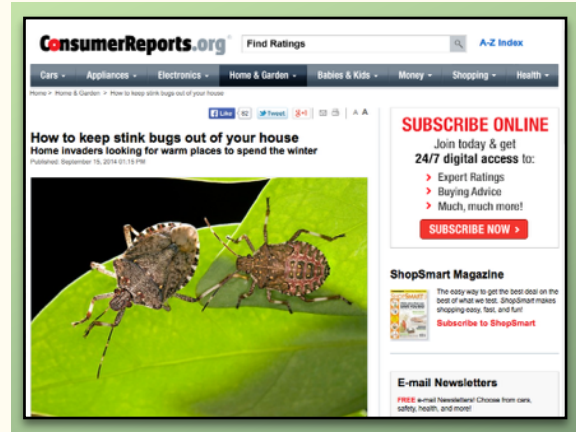 ConsumerReports.org
Find Ratings
A-Z Index
Cars Appliances Electronics Home & Garden Babies & Kids Money Shopping Health
Home > Home & Garden > How to keep stink bugs out of your house
Like 92 Tweet +1 A A
How to keep stink bugs out of your house
Home invaders looking for warm places to spend the winter
Published: September 15, 2014 01:15 PM
SUBSCRIBE ONLINE
Join today & get
24/7 digital access to:
Expert Ratings
Buying Advice
Much, much more!
SUBSCRIBE NOW >
ShopSmart Magazine
ShopSmart
The easy way to get the best deal on the
best of what we test. ShopSmart makes
shopping easy, fast, and fun!
Subscribe to ShopSmart
E-mail Newsletters
FREE e-mail Newsletters! Choose from cars,
safety, health, and more!